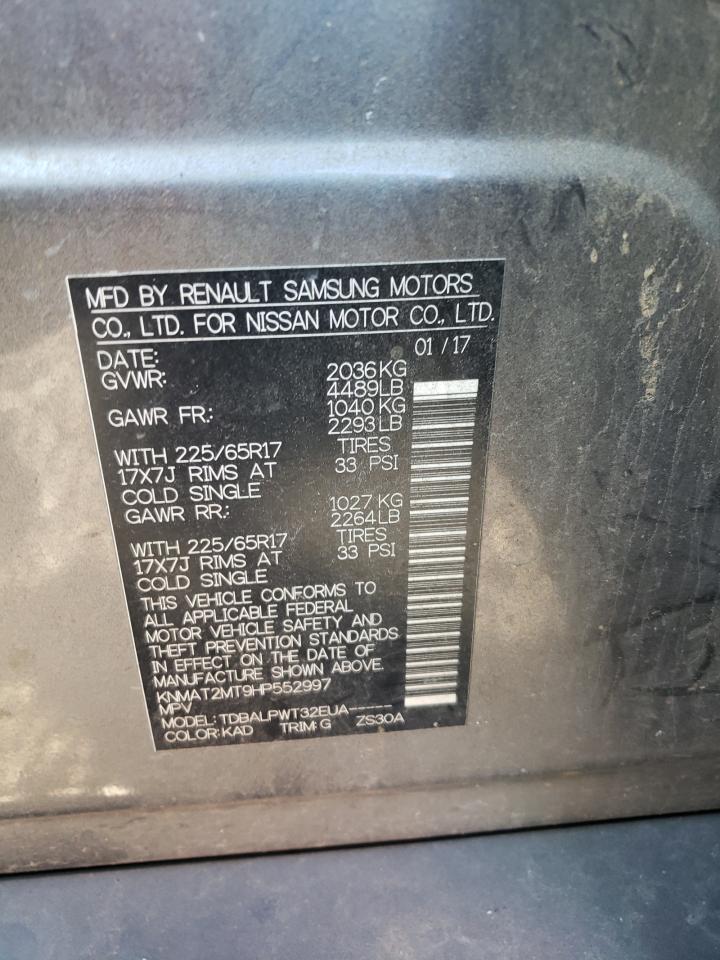 MFD BY RENAULT SAMSUNG MOTORS
CO., LTD. FOR NISSAN MOTOR CO., LTD.
DATE: 01 / 17
GVWR: 2036 KG
4489 LB
GAWR FR: 1040 KG
2293 LB
WITH 225/65R17 TIRES
17X7J RIMS AT 33 PSI
COLD SINGLE
GAWR RR: 1027 KG
2264 LB
WITH 225/65R17 TIRES
17X7J RIMS AT 33 PSI
COLD SINGLE
THIS VEHICLE CONFORMS TO
ALL APPLICABLE FEDERAL
MOTOR VEHICLE SAFETY AND
THEFT PREVENTION STANDARDS
IN EFFECT ON THE DATE OF
MANUFACTURE SHOWN ABOVE.
KNMAT2MT9HP552997
MPV
MODEL: TDBALPWT32EUA------
COLOR: KAD TRIM: G ZS30A